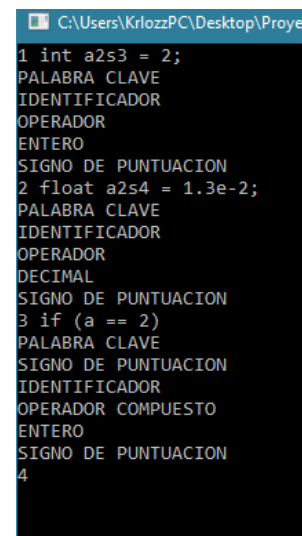 C:\Users\KrlozzPC\Desktop\Proye
1 int a2s3 = 2;
PALABRA CLAVE
IDENTIFICADOR
OPERADOR
ENTERO
SIGNO DE PUNTUACION
2 float a2s4 = 1.3e-2;
PALABRA CLAVE
IDENTIFICADOR
OPERADOR
DECIMAL
SIGNO DE PUNTUACION
3 if (a == 2)
PALABRA CLAVE
SIGNO DE PUNTUACION
IDENTIFICADOR
OPERADOR COMPUESTO
ENTERO
SIGNO DE PUNTUACION
4